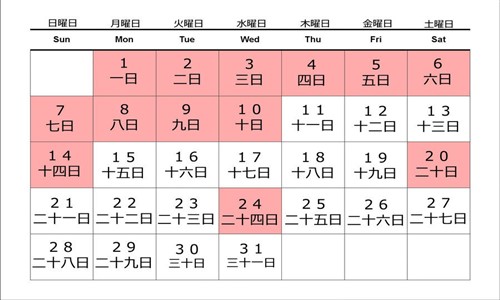 日曜日 月曜日 火曜日 水曜日 木曜日 金曜日 土曜日
Sun Mon Tue Wed Thu Fri Sat
1 2 3 4 5 6
一日 二日 三日 四日 五日 六日
7 8 9 10 11 12 13
七日 八日 九日 十日 十一日 十二日 十三日
14 15 16 17 18 19 20
十四日 十五日 十六日 十七日 十八日 十九日 二十日
21 22 23 24 25 26 27
二十一日 二十二日 二十三日 二十四日 二十五日 二十六日 二十七日
28 29 30 31
二十八日 二十九日 三十日 三十一日